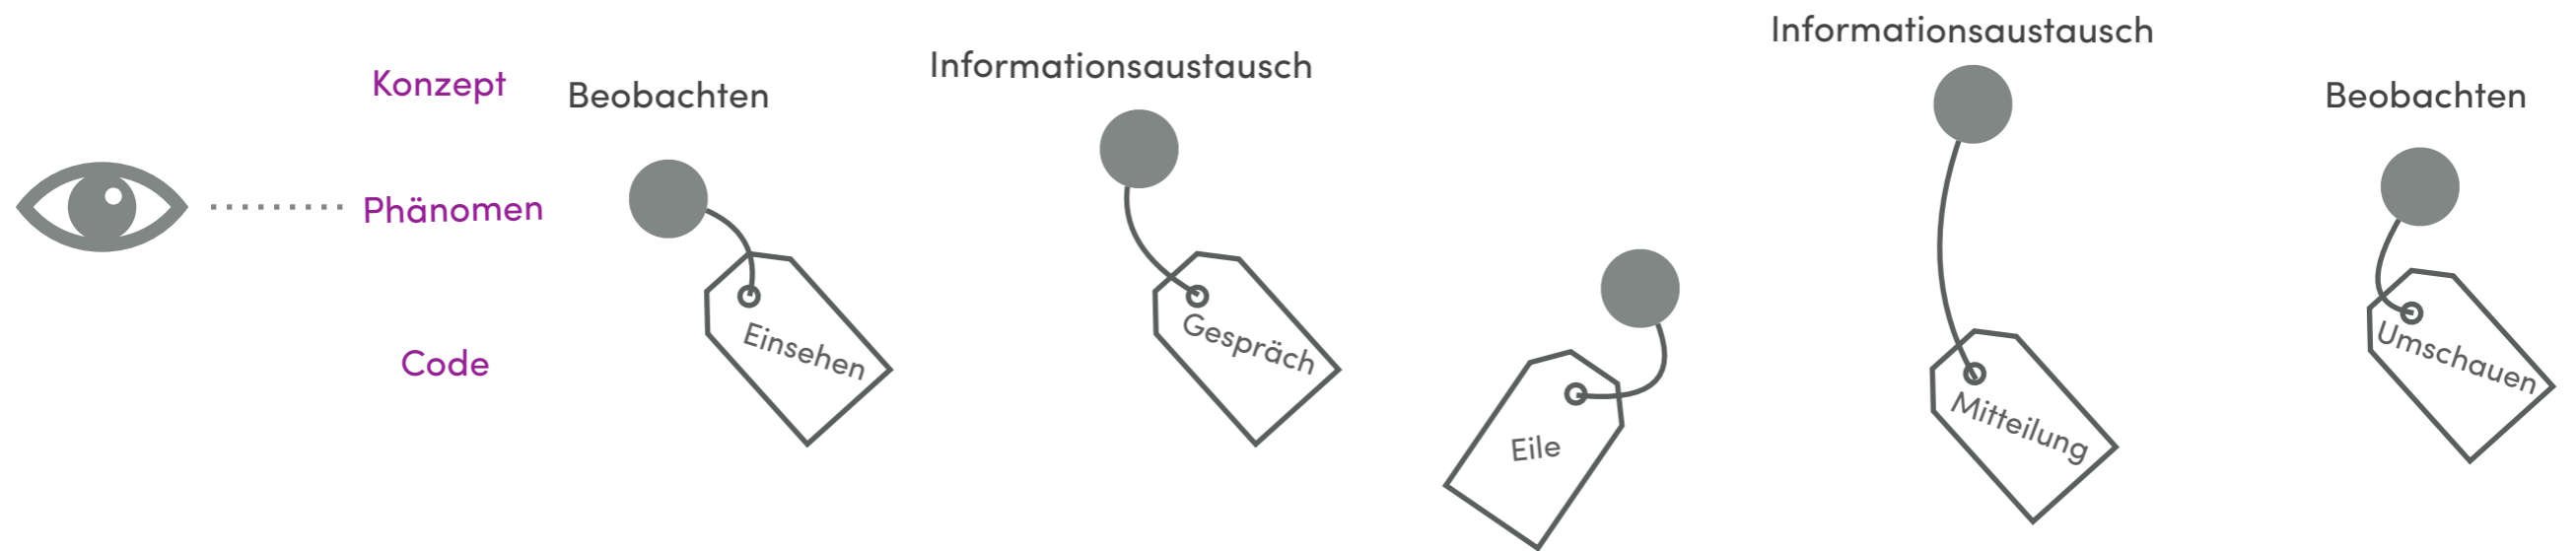 Konzept
Beobachten
Informationsaustausch
Informationsaustausch
Beobachten
Phänomen
Code
Einsehen
Gespräch
Eile
Mitteilung
Umschauen